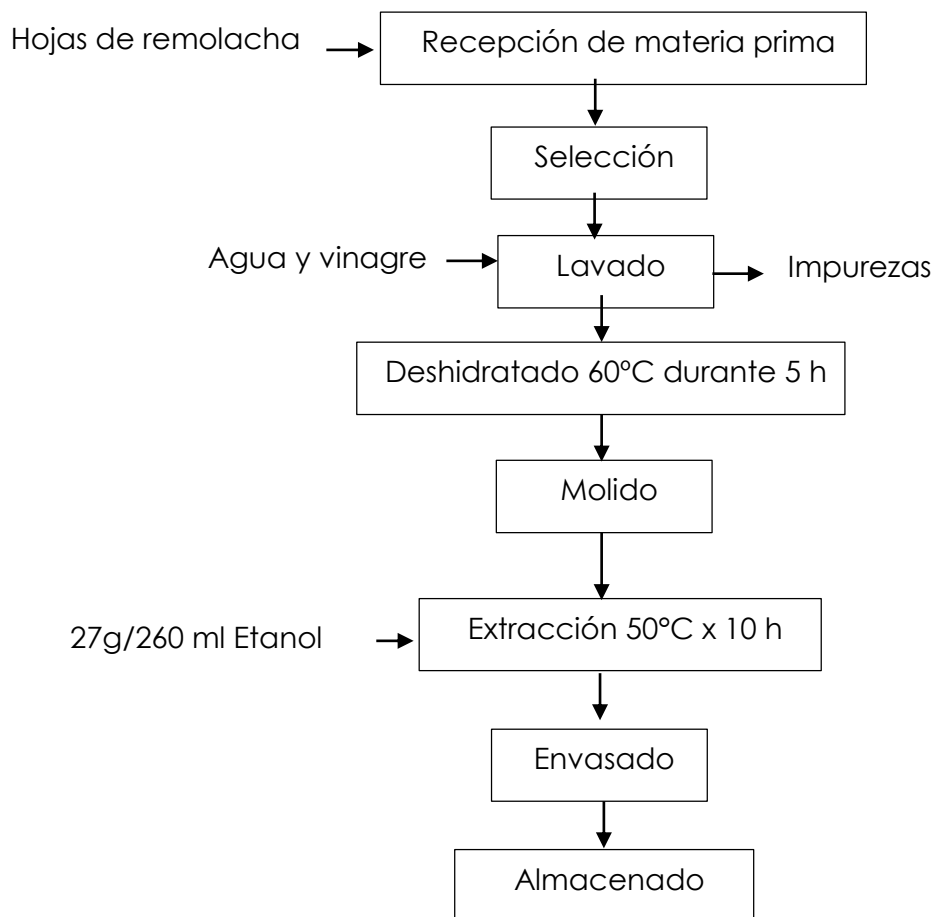 Hojas de remolacha
Recepción de materia prima
Selección
Agua y vinagre
Lavado
Impurezas
Deshidratado 60ºC durante 5 h
Molido
27g/260 ml Etanol
Extracción 50°C x 10 h
Envasado
Almacenado